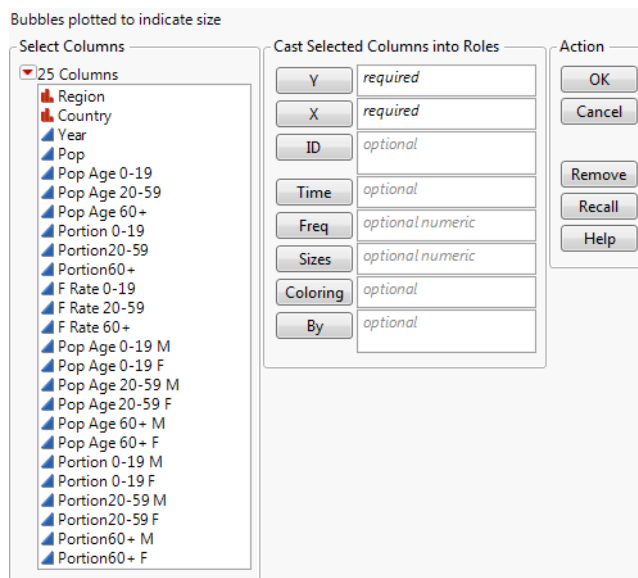 Bubbles plotted to indicate size
Select Columns
25 Columns
Region
Country
Year
Pop
Pop Age 0-19
Pop Age 20-59
Pop Age 60+
Portion 0-19
Portion20-59
Portion60+
F Rate 0-19
F Rate 20-59
F Rate 60+
Pop Age 0-19 M
Pop Age 0-19 F
Pop Age 20-59 M
Pop Age 20-59 F
Pop Age 60+ M
Pop Age 60+ F
Portion 0-19 M
Portion 0-19 F
Portion20-59 M
Portion20-59 F
Portion60+ M
Portion60+ F
Cast Selected Columns into Roles
Y required
X required
ID optional
Time optional
Freq optional numeric
Sizes optional numeric
Coloring optional
By optional
Action
OK
Cancel
Remove
Recall
Help